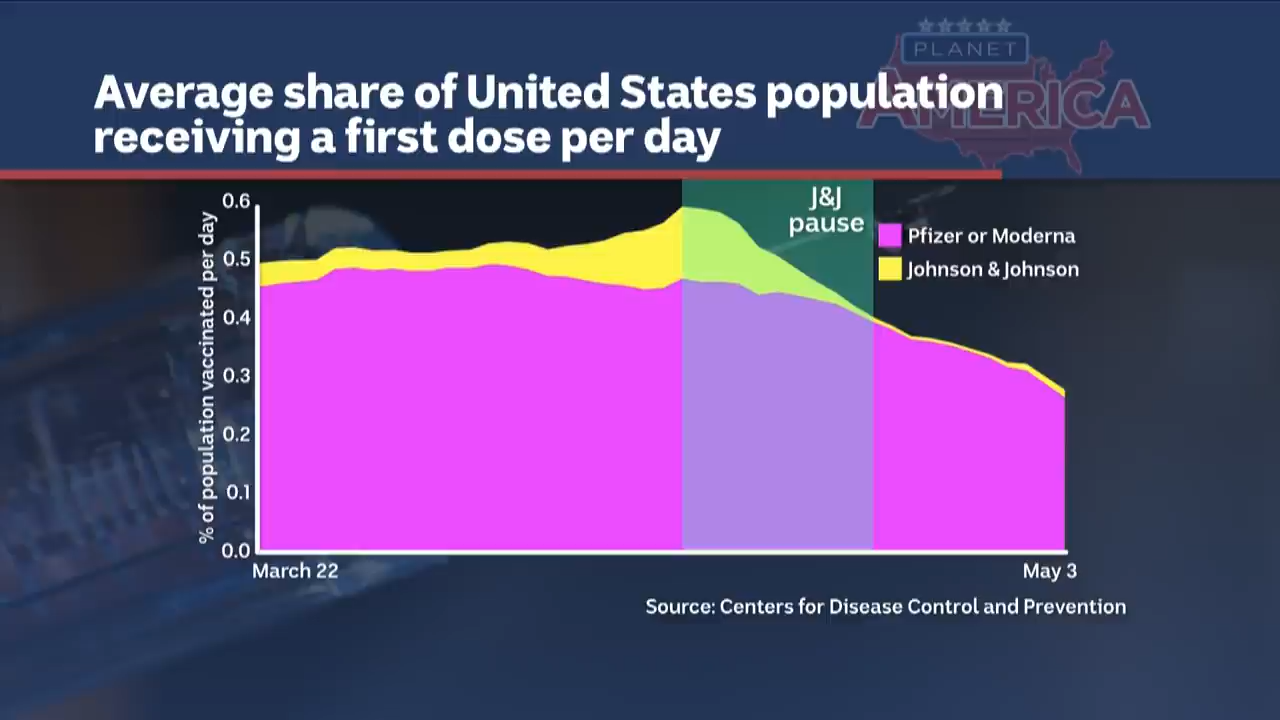 PLANET
AMERICA
Average share of United States population
receiving a first dose per day
% of population vaccinated per day
0.6
0.5
0.4
0.3
0.2
0.1
0.0
J&J
pause
Pfizer or Moderna
Johnson & Johnson
March 22
May 3
Source: Centers for Disease Control and Prevention